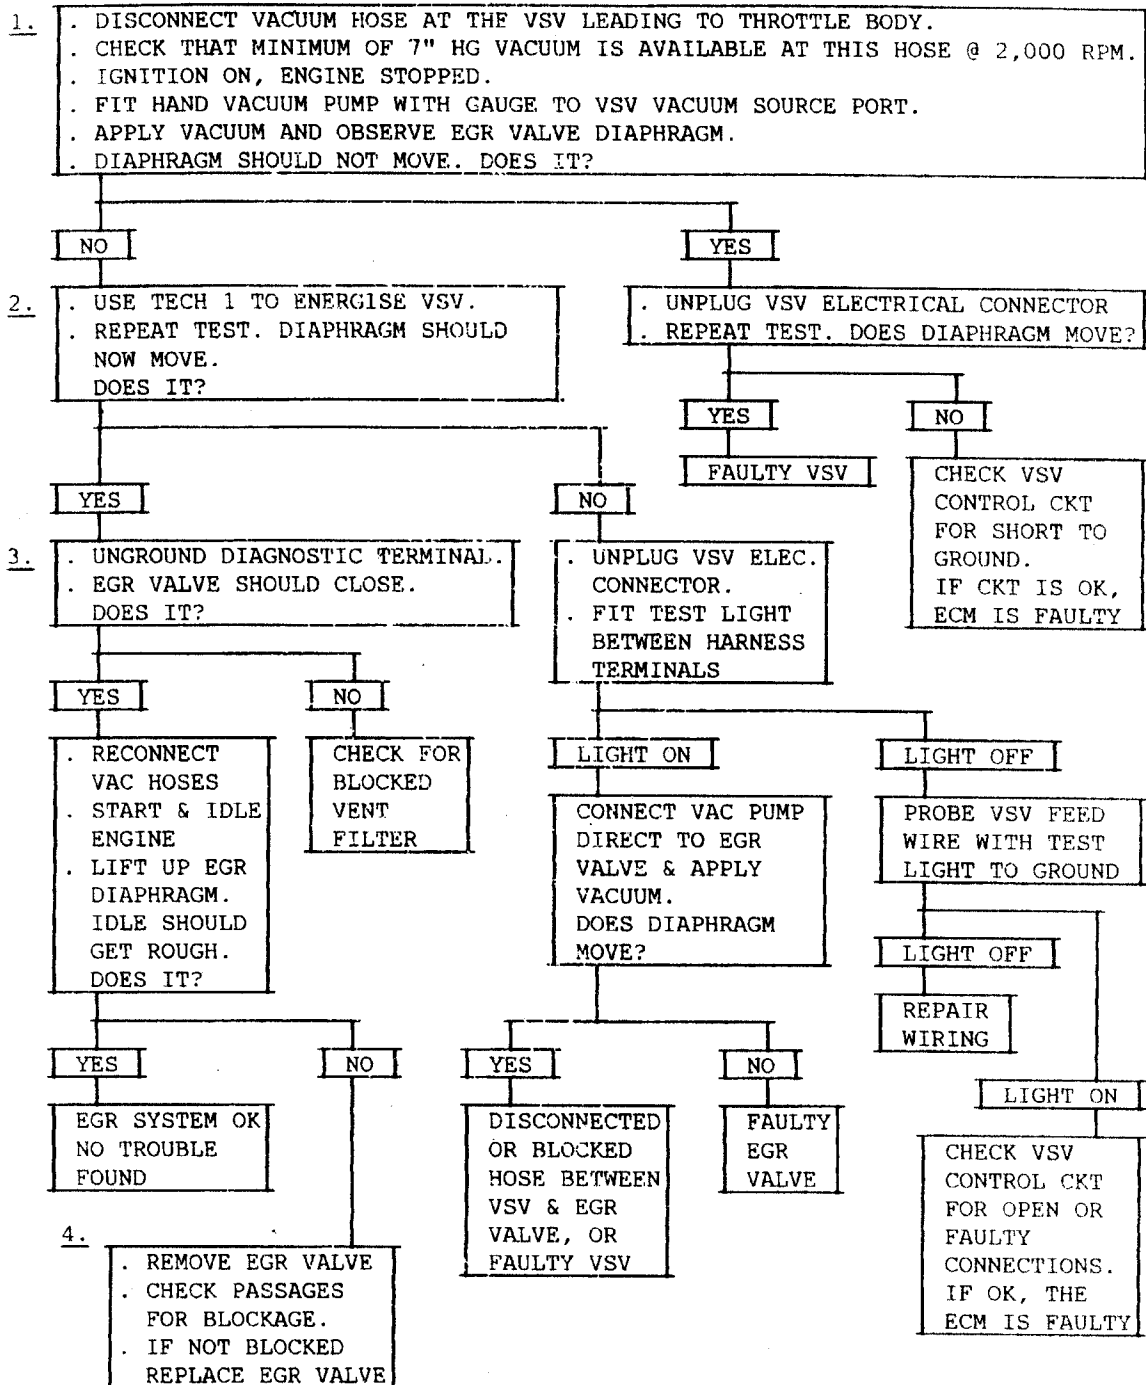 1.
. DISCONNECT VACUUM HOSE AT THE VSV LEADING TO THROTTLE BODY.
. CHECK THAT MINIMUM OF 7" HG VACUUM IS AVAILABLE AT THIS HOSE @ 2,000 RPM.
. IGNITION ON, ENGINE STOPPED.
. FIT HAND VACUUM PUMP WITH GAUGE TO VSV VACUUM SOURCE PORT.
. APPLY VACUUM AND OBSERVE EGR VALVE DIAPHRAGM.
. DIAPHRAGM SHOULD NOT MOVE. DOES IT?
NO
YES
2.
. USE TECH 1 TO ENERG1SE VSV.
. REPEAT TEST. DIAPHRAGM SHOULD
NOW MOVE.
DOES IT?
. UNPLUG VSV ELECTRICAL CONNECTOR
. REPEAT TEST. DOES DIAPHRAGM MOVE?
YES
NO
FAULTY VSV
CHECK VSV
CONTROL CKT
FOR SHORT TO
GROUND.
IF CKT IS OK,
ECM IS FAULTY
YES
NO
3.
. UNGROUND DIAGNOSTIC TERMINAL.
. EGR VALVE SHOULD CLOSE.
DOES IT?
. UNPLUG VSV ELEC.
CONNECTOR.
. FIT TEST LIGHT
BETWEEN HARNESS
TERMINALS
YES
NO
. RECONNECT
VAC HOSES
. START & IDLE
ENGINE
. LIFT UP EGR
DIAPHRAGM.
IDLE SHOULD
GET ROUGH.
DOES IT?
CHECK FOR
BLOCKED
VENT
FILTER
LIGHT ON
LIGHT OFF
CONNECT VAC PUMP
DIRECT TO EGR
VALVE & APPLY
VACUUM.
DOES DIAPHRAGM
MOVE?
PROBE VSV FEED
WIRE WITH TEST
LIGHT TO GROUND
LIGHT OFF
REPAIR
WIRING
LIGHT ON
CHECK VSV
CONTROL CKT
FOR OPEN OR
FAULTY
CONNECTIONS.
IF OK, THE
ECM IS FAULTY
YES
NO
EGR SYSTEM OK
NO TROUBLE
FOUND
YES
NO
DISCONNECTED
OR BLOCKED
HOSE BETWEEN
VSV & EGR
VALVE, OR
FAULTY VSV
FAULTY
EGR
VALVE
4.
. REMOVE EGR VALVE
. CHECK PASSAGES
FOR BLOCKAGE.
. IF NOT BLOCKED
REPLACE EGR VALVE